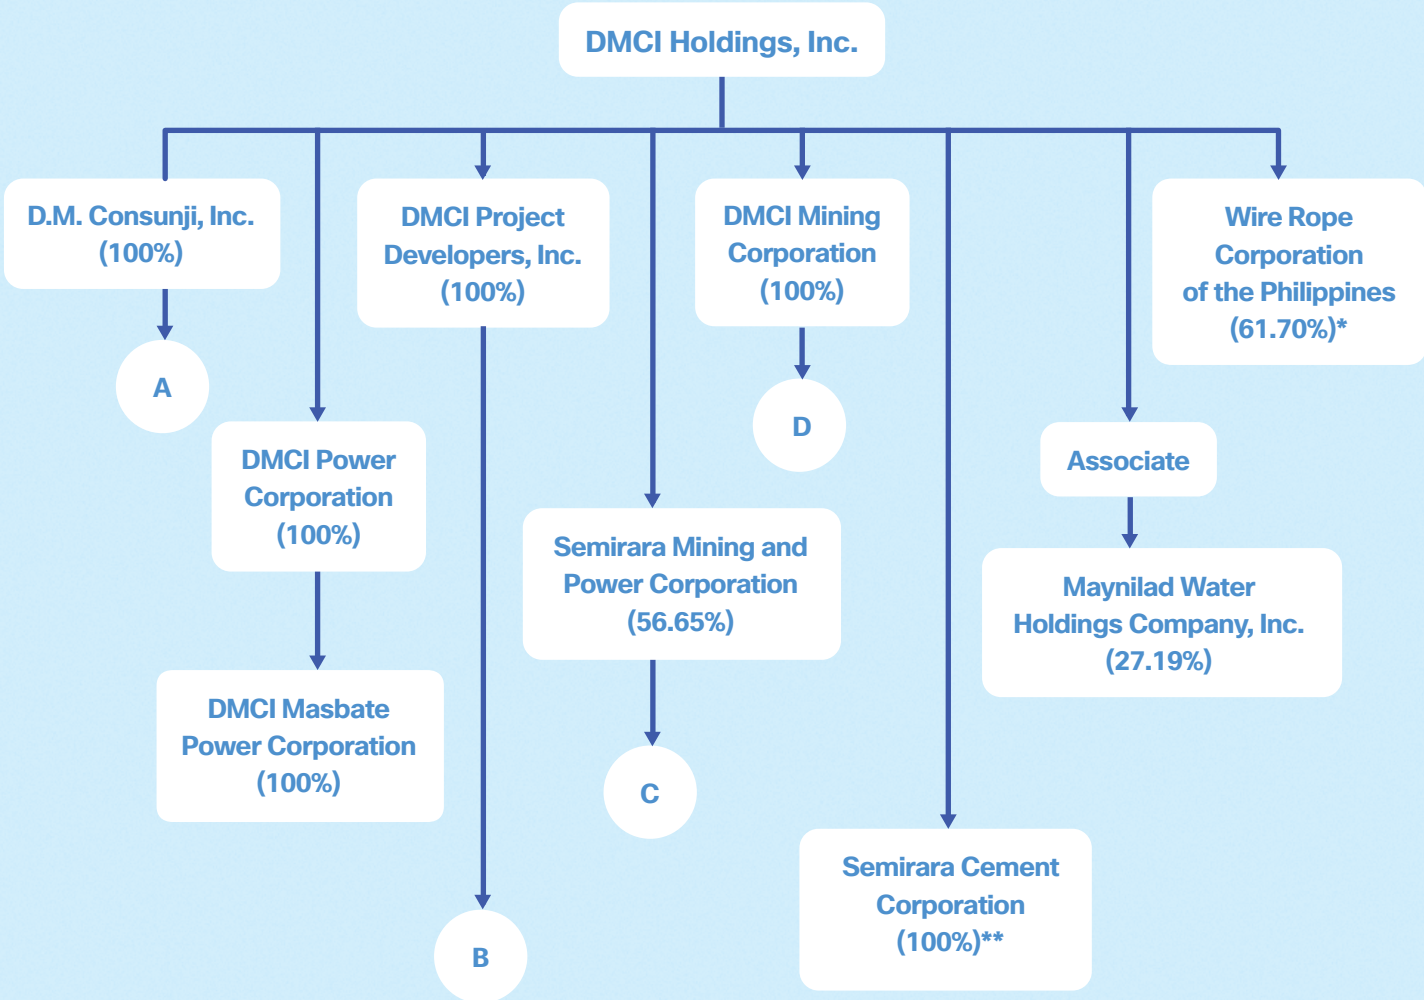 DMCI Holdings, Inc.
D.M. Consunji, Inc.
(100%)
A
DMCI Power
Corporation
(100%)
DMCI Masbate
Power Corporation
(100%)
DMCI Project
Developers, Inc.
(100%)
B
Semirara Mining and
Power Corporation
(56.65%)
C
DMCI Mining
Corporation
(100%)
D
Semirara Cement
Corporation
(100%)**
Associate
Maynilad Water
Holdings Company, Inc.
(27.19%)
Wire Rope
Corporation
of the Philippines
(61.70%)*